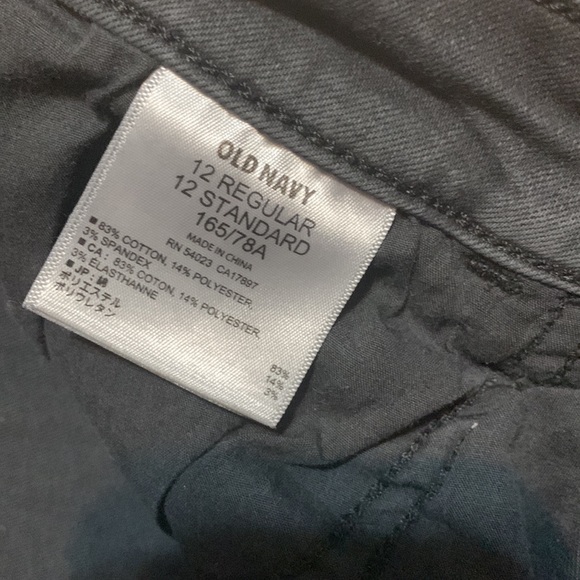 OLD NAVY
12 REGULAR
12 STANDARD
165/78A
MADE IN CHINA
RN 54023 CA17897
■ 83% COTTON, 14% POLYESTER,
3% SPANDEX
■ CA : 83% COTON, 14% POLYESTER,
3% ÉLASTHANNE
■ JP : 綿 83%
ポリエステル 14%
ポリウレタン 3%